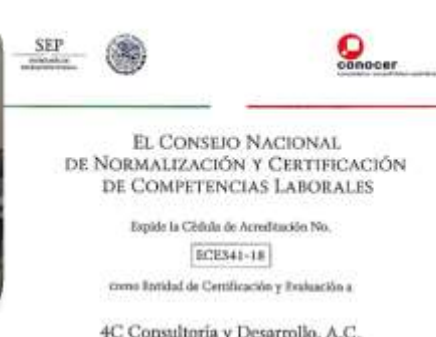 SEP
conocer
EL CONSEJO NACIONAL
DE NORMALIZACIÓN Y CERTIFICACIÓN
DE COMPETENCIAS LABORALES
Expide la Cédula de Acreditación No.
ECE341-18
como Entidad de Certificación y Evaluación a
4C Consultoría y Desarrollo, A.C.